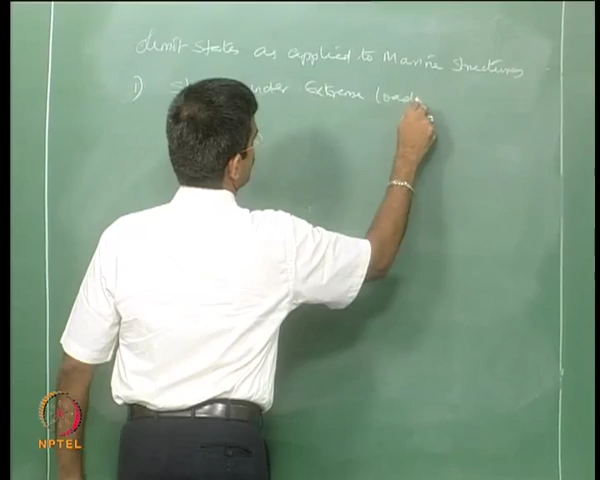 Limit states as applied to Marine structures
1) under Extreme loads
NPTEL